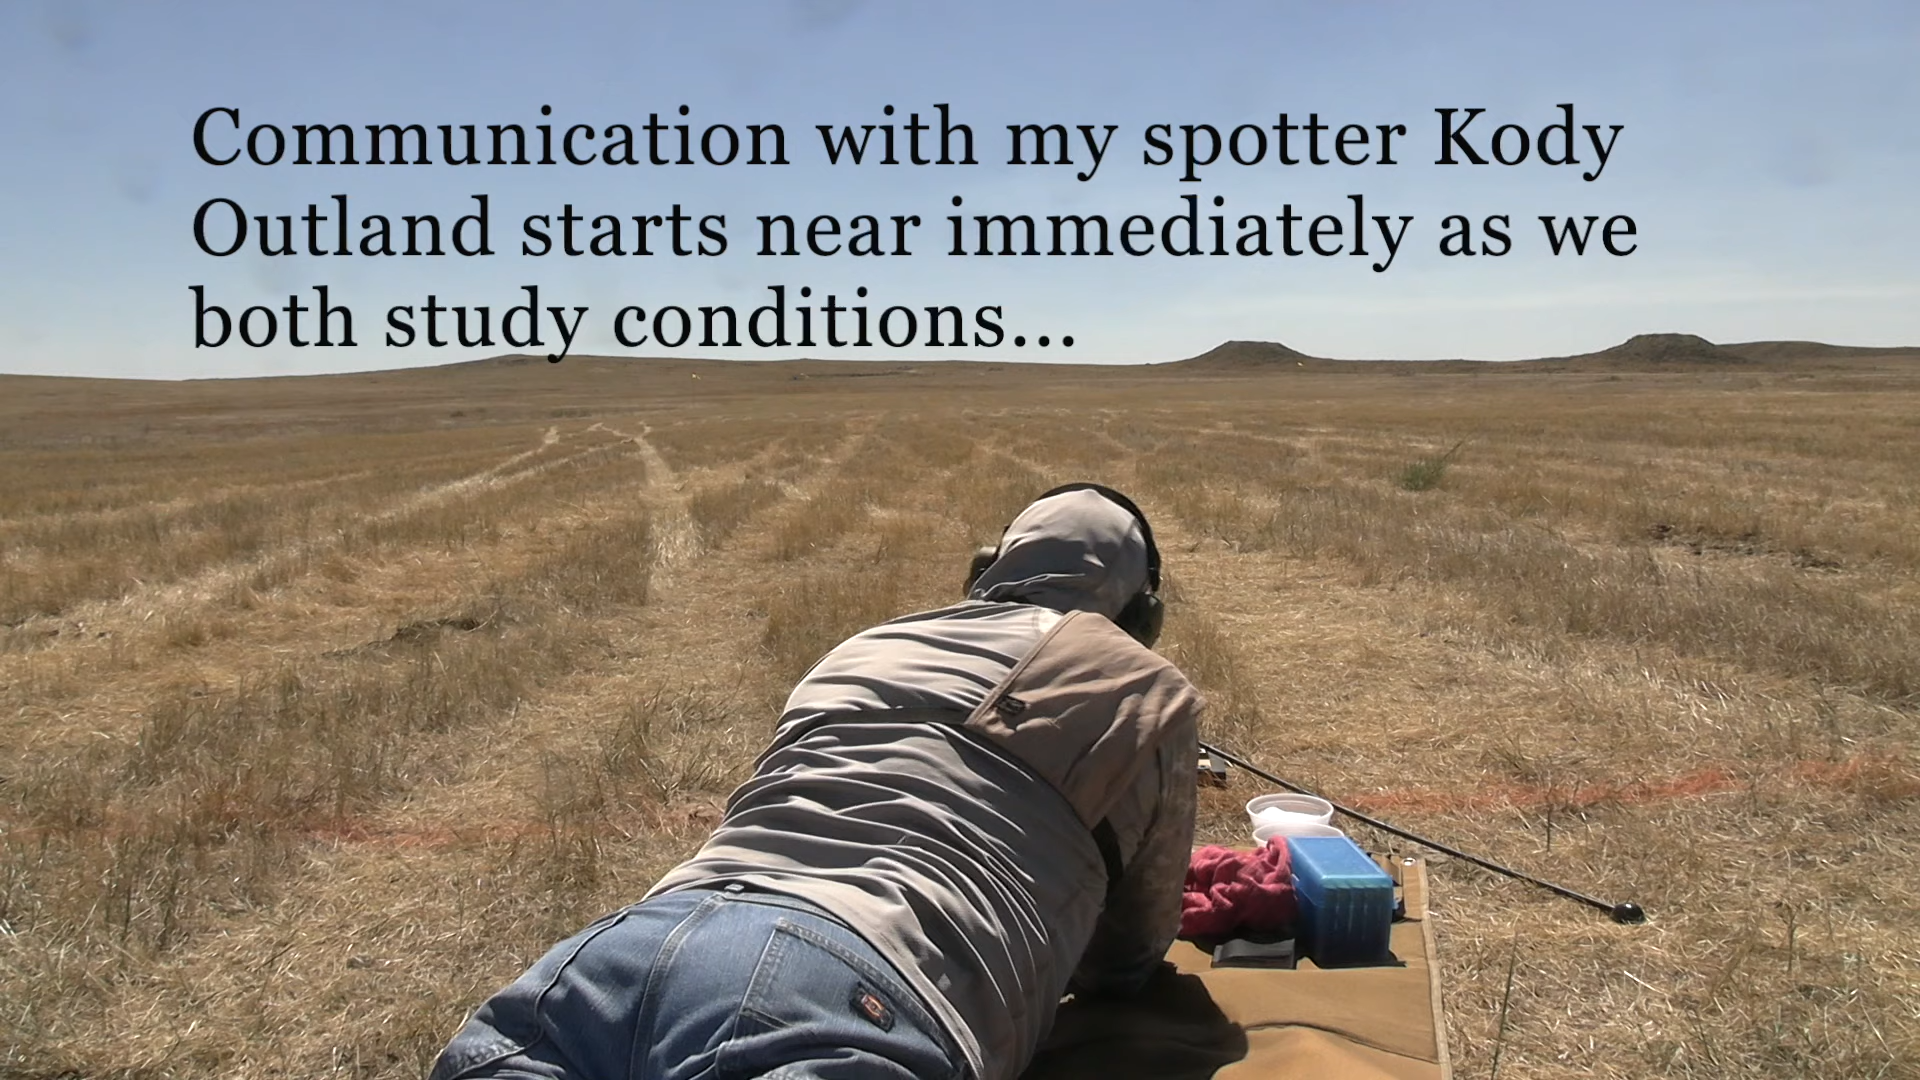 Communication with my spotter Kody
Outland starts near immediately as we
both study conditions...